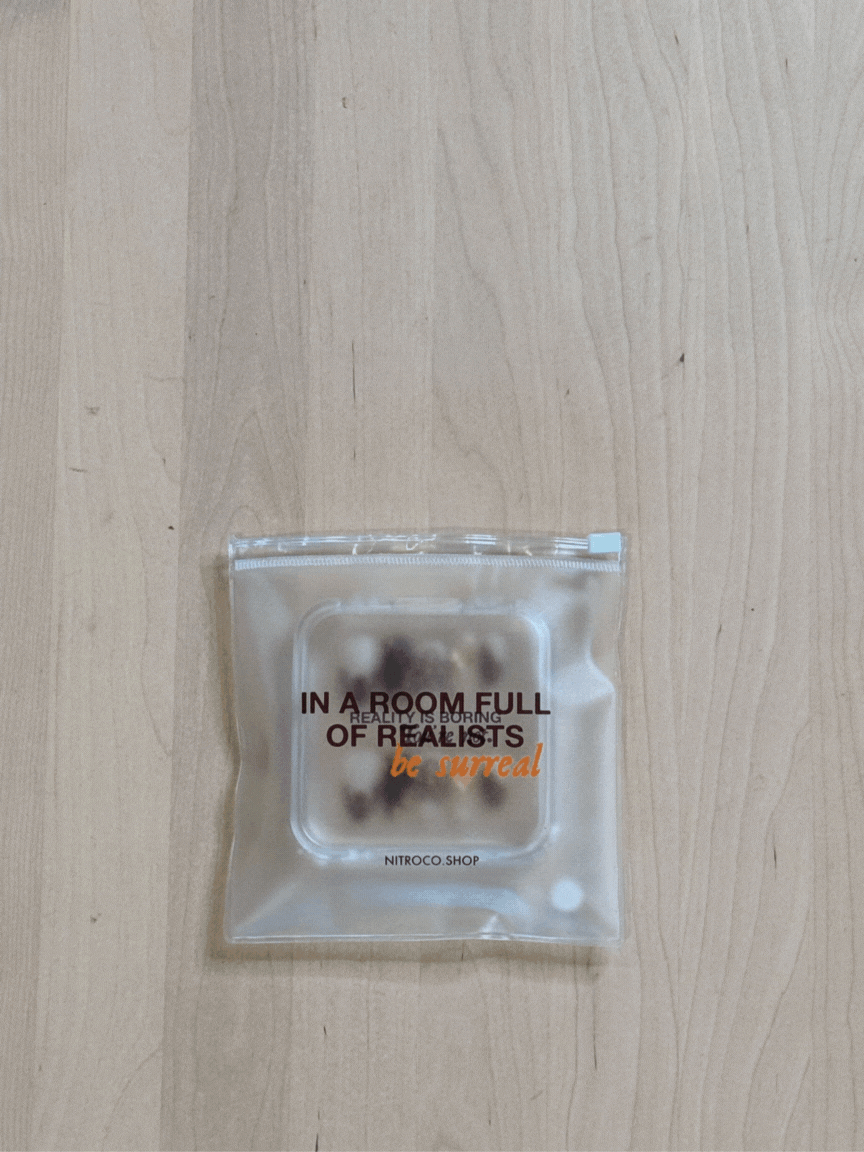 IN A ROOM FULL
REALITY IS BORING
OF REALISTS
be surreal
NITROCO.SHOP